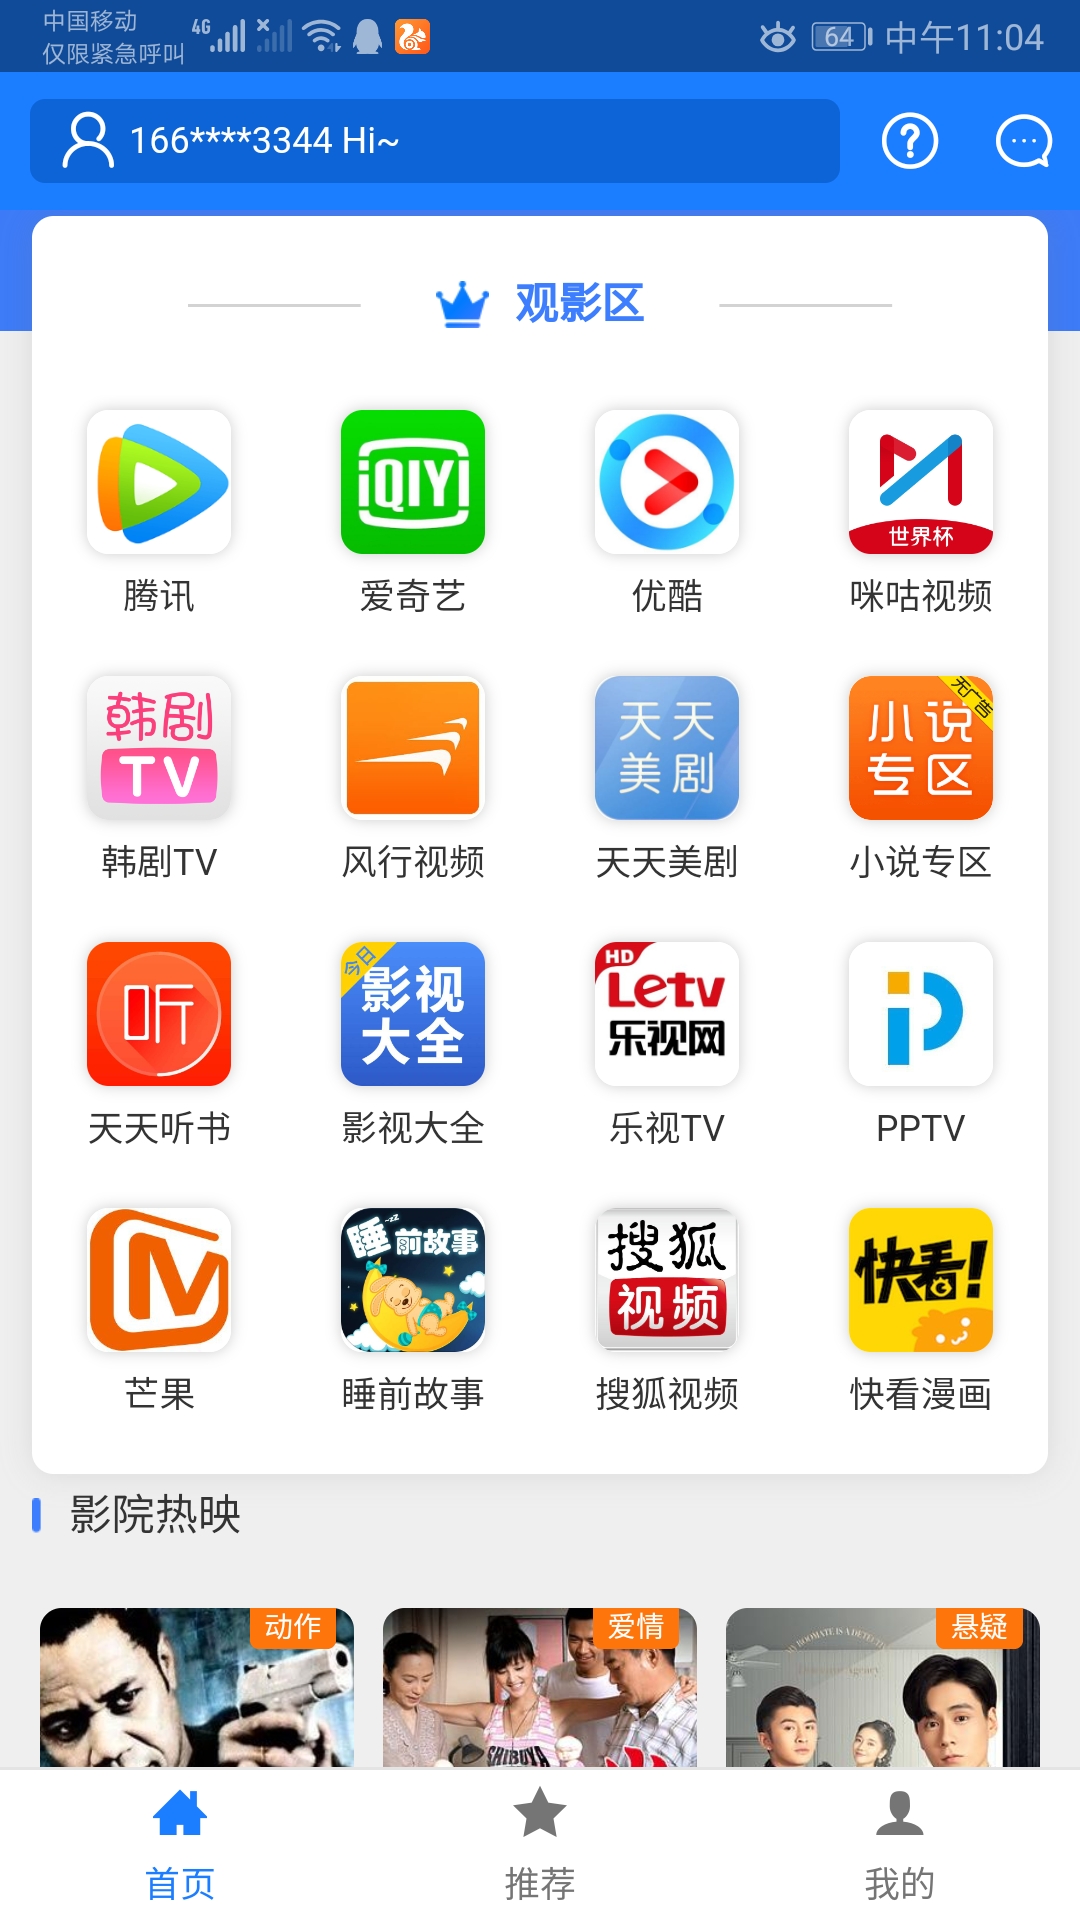 中国移动
仅限紧急呼叫
4G
64
中午11:04
166****3344 Hi~
观影区
iQIYI
世界杯
腾讯
爱奇艺
优酷
咪咕视频
韩剧
TV
天天
美剧
无广告
小说
专区
韩剧TV
风行视频
天天美剧
小说专区
听
今日
影视
大全
HD
Letv
乐视网
天天听书
影视大全
乐视TV
PPTV
睡前故事
搜狐
视频
快看!
芒果
睡前故事
搜狐视频
快看漫画
影院热映
动作
爱情
悬疑
MY ROOMATE IS A DETECTIVE
SHIBUYA
首页
推荐
我的